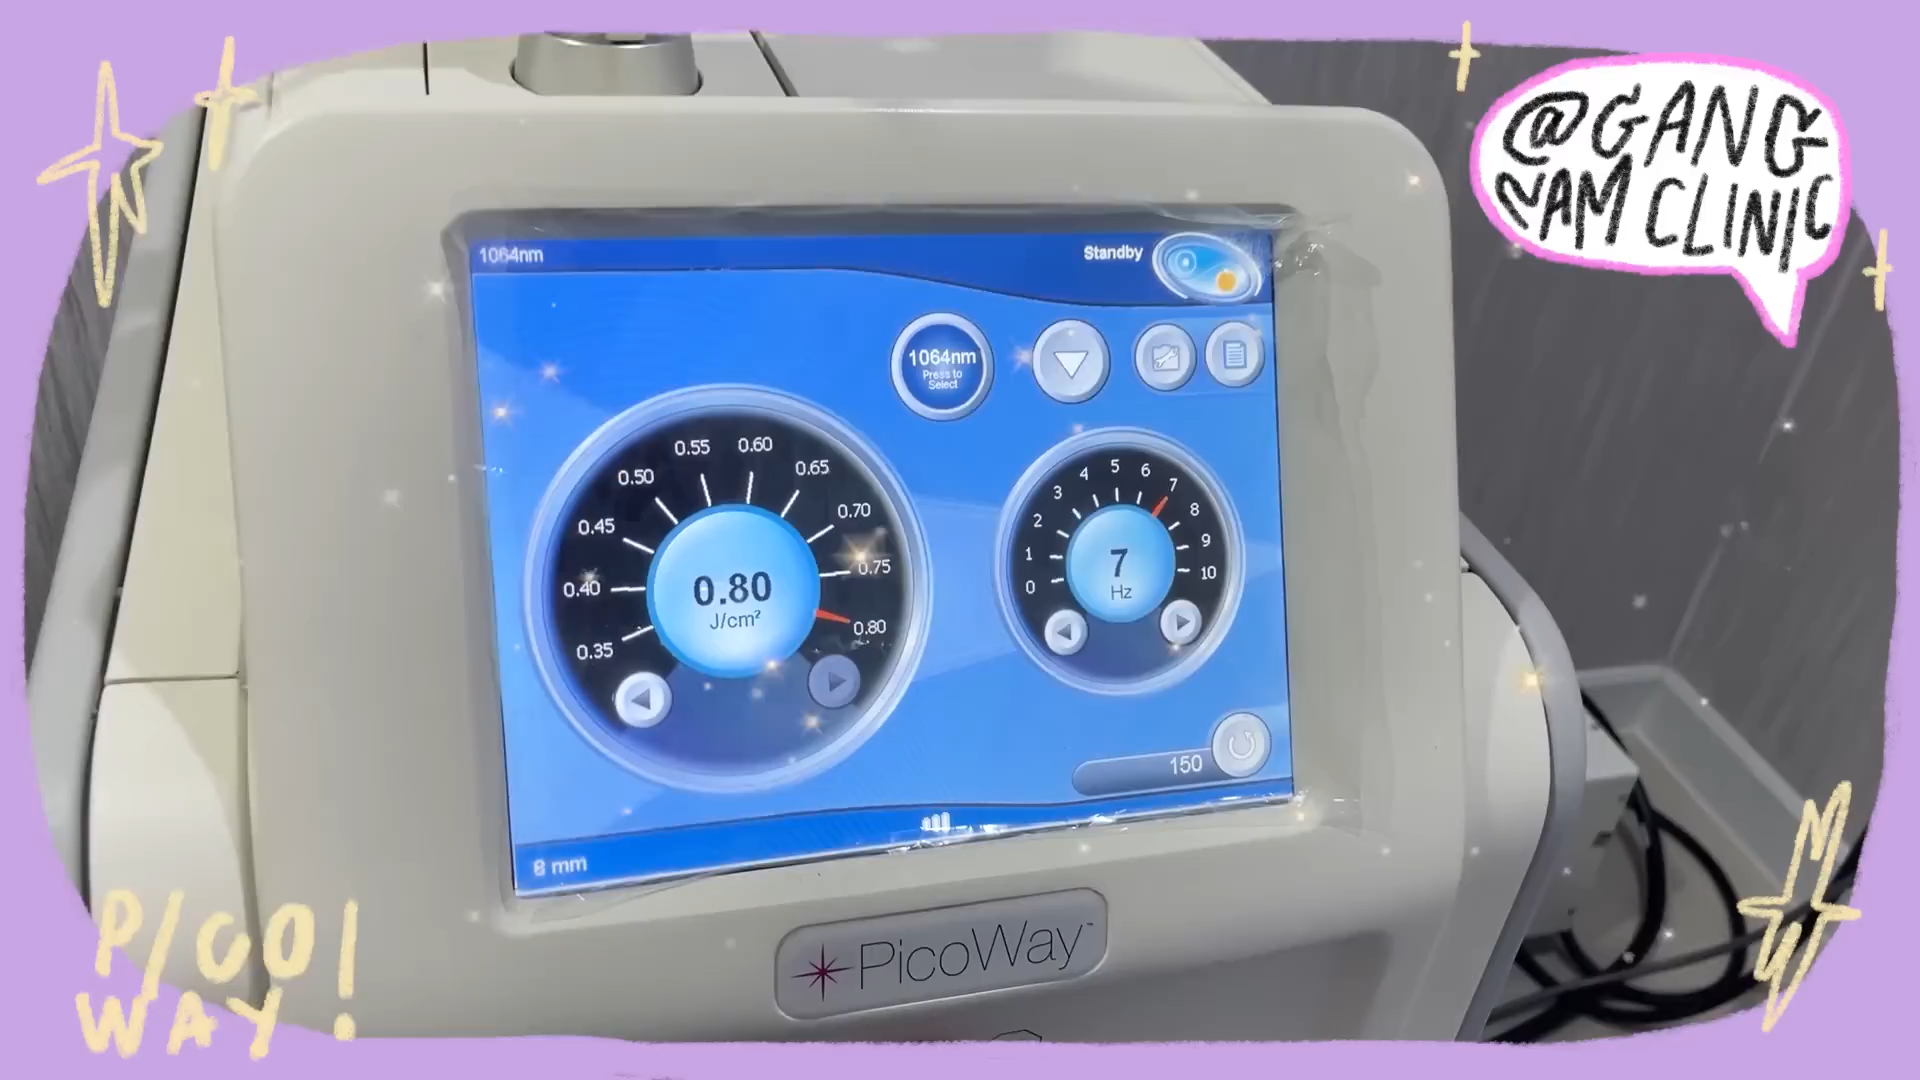 @GANG
NAM CLINIC
1064nm
Standby
1064nm
Press to
Select
0.35
0.40
0.45
0.50
0.55
0.60
0.65
0.70
0.75
0.80
0.80
J/cm²
0
1
2
3
4
5
6
7
8
9
10
7
Hz
150
8 mm
PicoWay™
PICO
WAY!